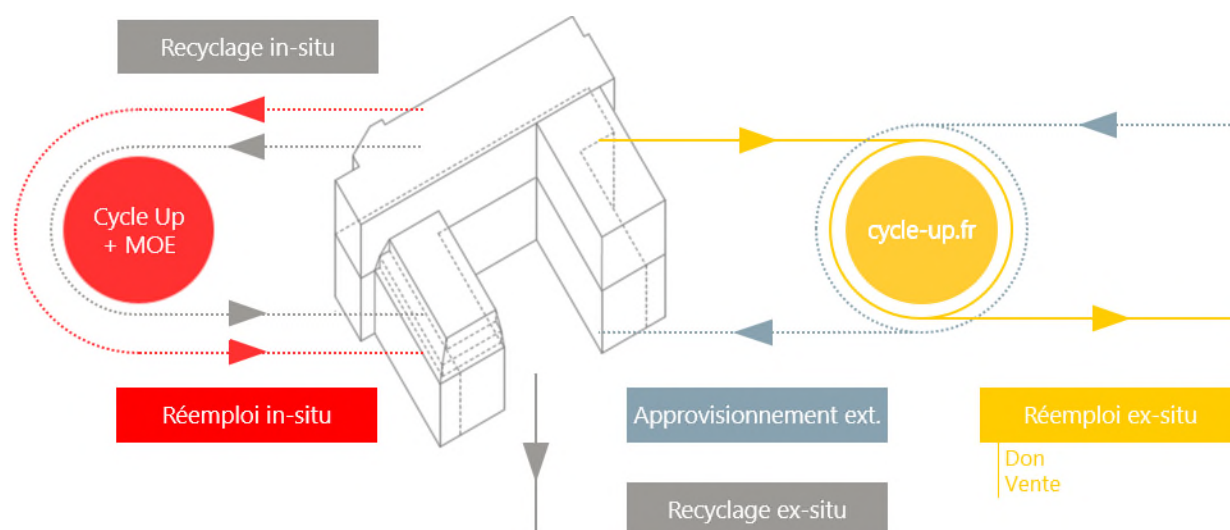 Recyclage in-situ
Cycle Up
+ MOE
cycle-up.fr
Réemploi in-situ
Approvisionnement ext.
Réemploi ex-situ
Don
Vente
Recyclage ex-situ